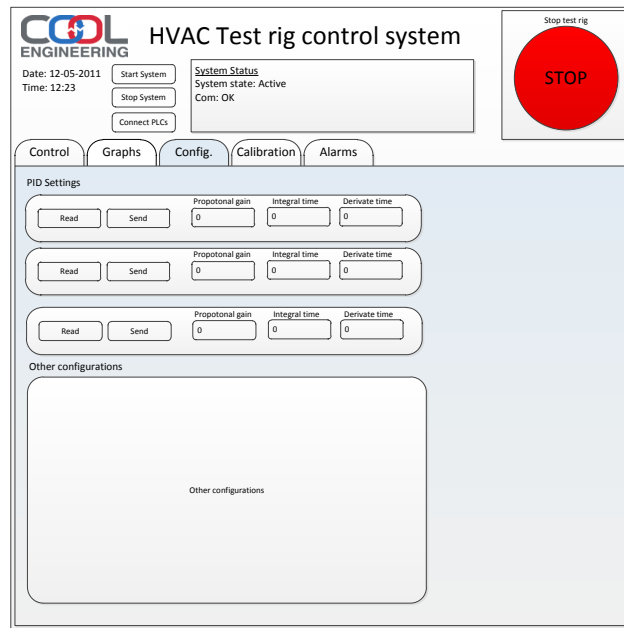 COOL
ENGINEERING
HVAC Test rig control system
Stop test rig
STOP
Date: 12-05-2011
Time: 12:23
Start System
Stop System
Connect PLCs
System Status
System state: Active
Com: OK
Control Graphs Config. Calibration Alarms
PID Settings
Propotonal gain Integral time Derivate time
Read Send 0 0 0
Propotonal gain Integral time Derivate time
Read Send 0 0 0
Propotonal gain Integral time Derivate time
Read Send 0 0 0
Other configurations
Other configurations